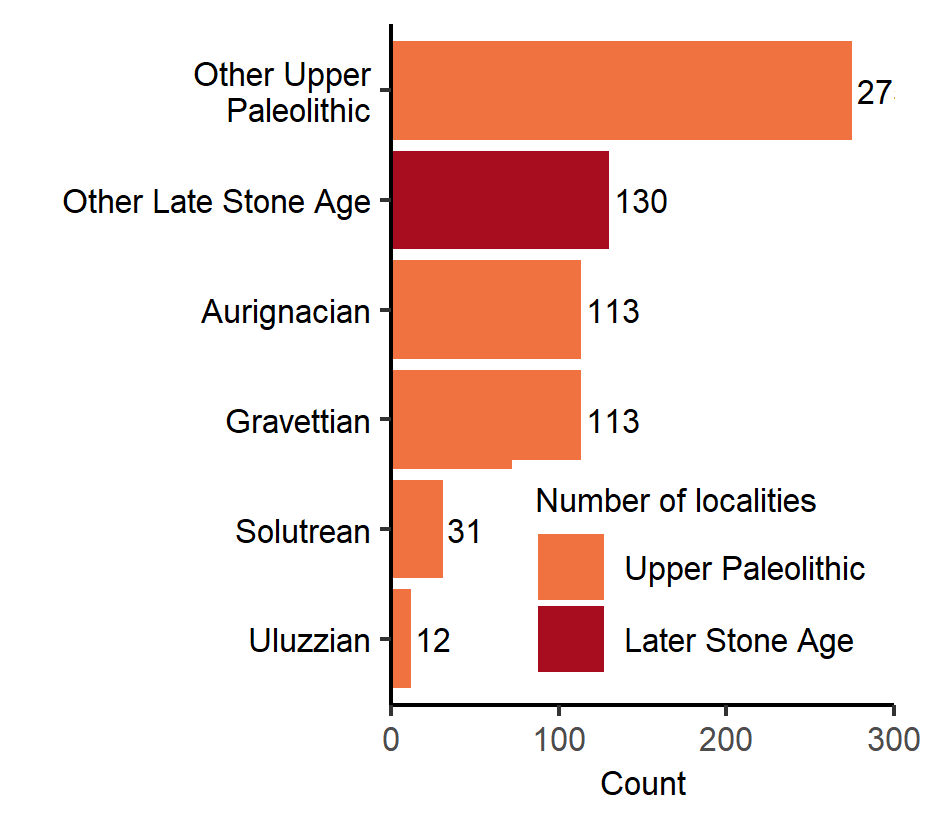 Other Upper
Paleolithic
Other Late Stone Age
130
Aurignacian
113
Gravettian
113
Solutrean
31
Uluzzian
12
Number of localities
Upper Paleolithic
Later Stone Age
0
100
200
300
Count